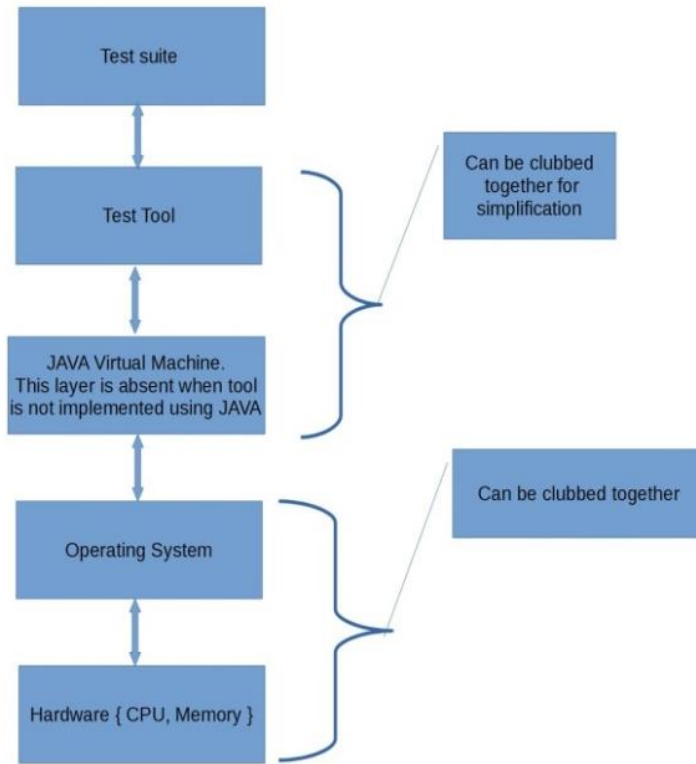 Test suite
Can be clubbed
together for
simplification
Test Tool
JAVA Virtual Machine.
This layer is absent when tool
is not implemented using JAVA
Can be clubbed together
Operating System
Hardware { CPU, Memory }